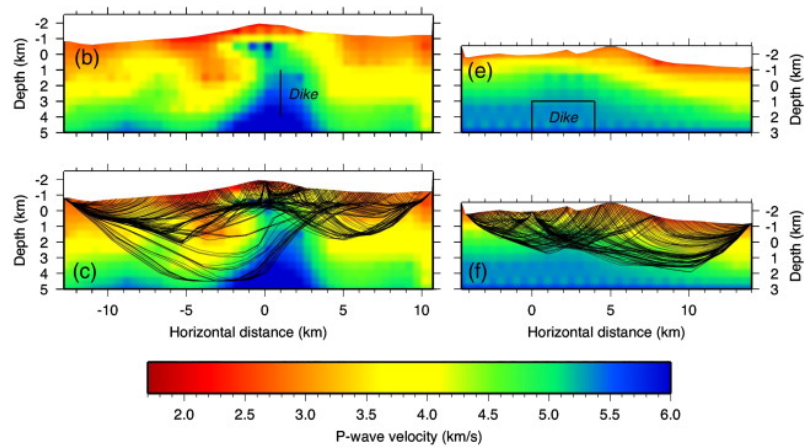 -2
-1
0
1
2
3
4
5
Depth (km)
(b)
Dike
(e)
Dike
-2
-1
0
1
2
3
Depth (km)
-2
-1
0
1
2
3
4
5
Depth (km)
(c)
(f)
-2
-1
0
1
2
3
Depth (km)
-10 -5 0 5 10
0 5 10
Horizontal distance (km)
Horizontal distance (km)
2.0 2.5 3.0 3.5 4.0 4.5 5.0 5.5 6.0
P-wave velocity (km/s)